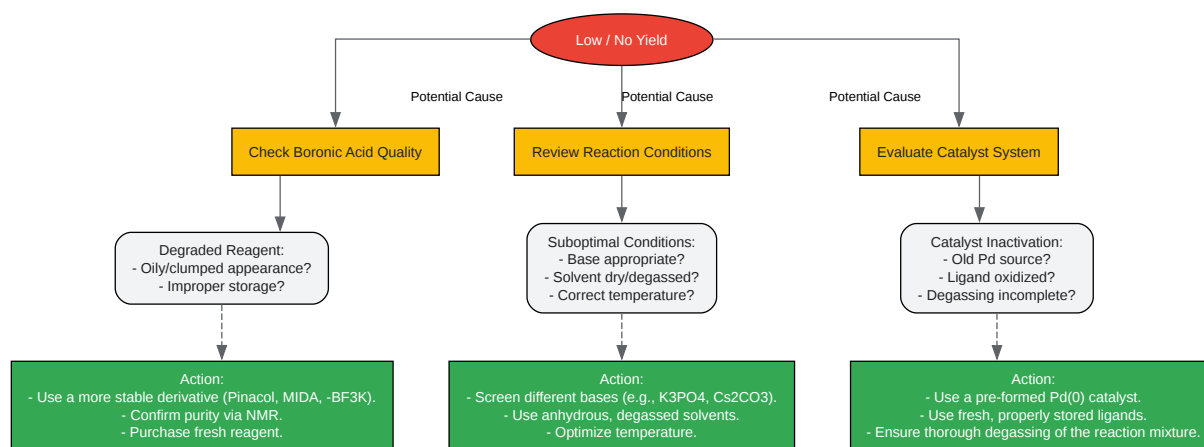 Low / No Yield
Potential Cause
Potential Cause
Potential Cause
Check Boronic Acid Quality
Review Reaction Conditions
Evaluate Catalyst System
Degraded Reagent:
- Oily/clumped appearance?
- Improper storage?
Suboptimal Conditions:
- Base appropriate?
- Solvent dry/degassed?
- Correct temperature?
Catalyst Inactivation:
- Old Pd source?
- Ligand oxidized?
- Degassing incomplete?
Action:
- Use a more stable derivative (Pinacol, MIDA, -BF3K).
- Confirm purity via NMR.
- Purchase fresh reagent.
Action:
- Screen different bases (e.g., K3PO4, Cs2CO3).
- Use anhydrous, degassed solvents.
- Optimize temperature.
Action:
- Use a pre-formed Pd(0) catalyst.
- Use fresh, properly stored ligands.
- Ensure thorough degassing of the reaction mixture.